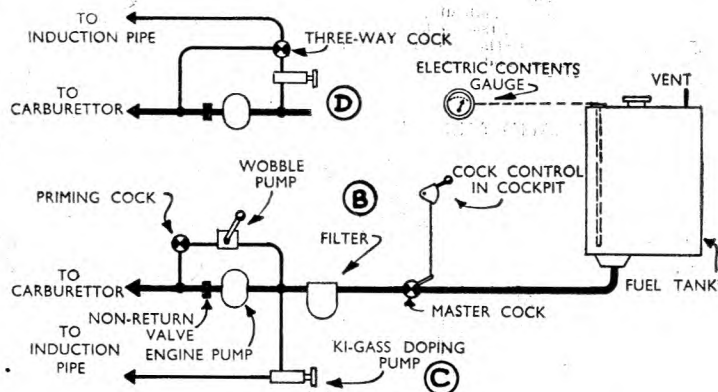 TO
INDUCTION PIPE
THREE-WAY COCK
TO
CARBURETTOR
D
ELECTRIC CONTENTS
GAUGE
VENT
WOBBLE
PUMP
PRIMING COCK
B
COCK CONTROL
IN COCKPIT
FILTER
TO
CARBURETTOR
NON-RETURN
VALVE
ENGINE PUMP
MASTER COCK
FUEL TANK
TO
INDUCTION
PIPE
KI-GASS DOPING
PUMP
C